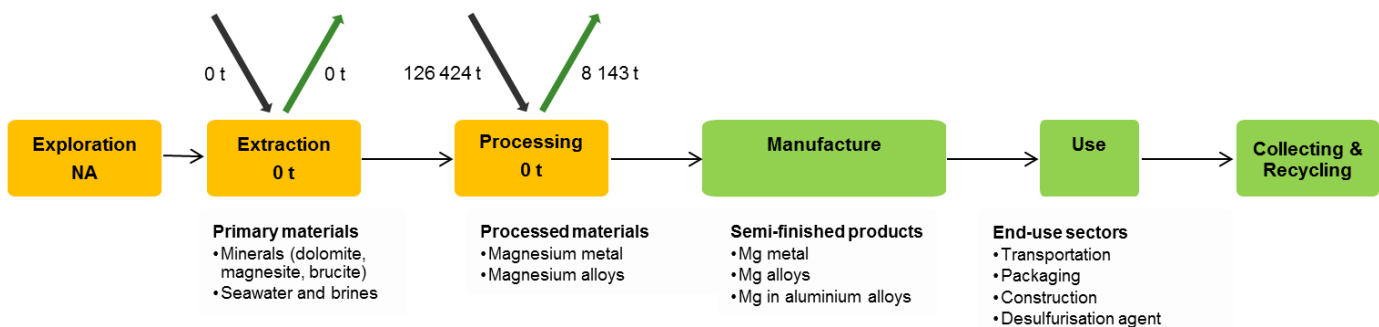 0 t
0 t
126 424 t
8 143 t
Exploration
NA
Extraction
0 t
Processing
0 t
Manufacture
Use
Collecting &
Recycling
Primary materials
•Minerals (dolomite,
magnesite, brucite)
•Seawater and brines
Processed materials
•Magnesium metal
•Magnesium alloys
Semi-finished products
•Mg metal
•Mg alloys
•Mg in aluminium alloys
End-use sectors
•Transportation
•Packaging
•Construction
•Desulfurisation agent